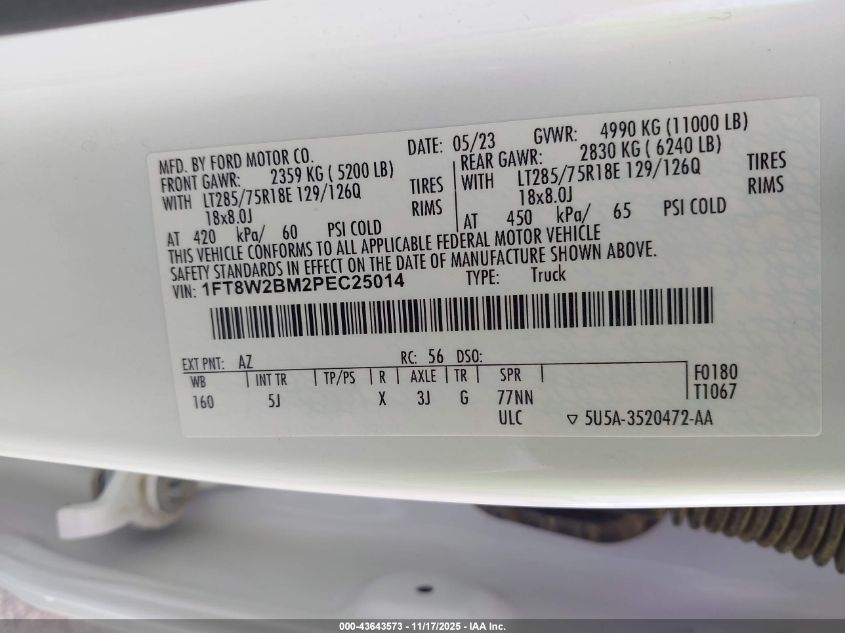 MFD. BY FORD MOTOR CO. DATE: 05/23 GVWR: 4990 KG (11000 LB)
FRONT GAWR: 2359 KG ( 5200 LB) REAR GAWR: 2830 KG ( 6240 LB)
WITH LT285/75R18E 129/126Q TIRES WITH LT285/75R18E 129/126Q TIRES
18x8.0J RIMS 18x8.0J RIMS
AT 420 kPa/ 60 PSI COLD AT 450 kPa/ 65 PSI COLD
THIS VEHICLE CONFORMS TO ALL APPLICABLE FEDERAL MOTOR VEHICLE
SAFETY STANDARDS IN EFFECT ON THE DATE OF MANUFACTURE SHOWN ABOVE.
VIN: 1FT8W2BM2PEC25014 TYPE: Truck
EXT PNT: AZ RC: 56 DSO:
WB INT TR TP/PS R AXLE TR SPR F0180
160 5J X 3J G 77NN T1067
ULC ▽ 5U5A-3520472-AA
000-43643573 - 11/17/2025 - IAA Inc.